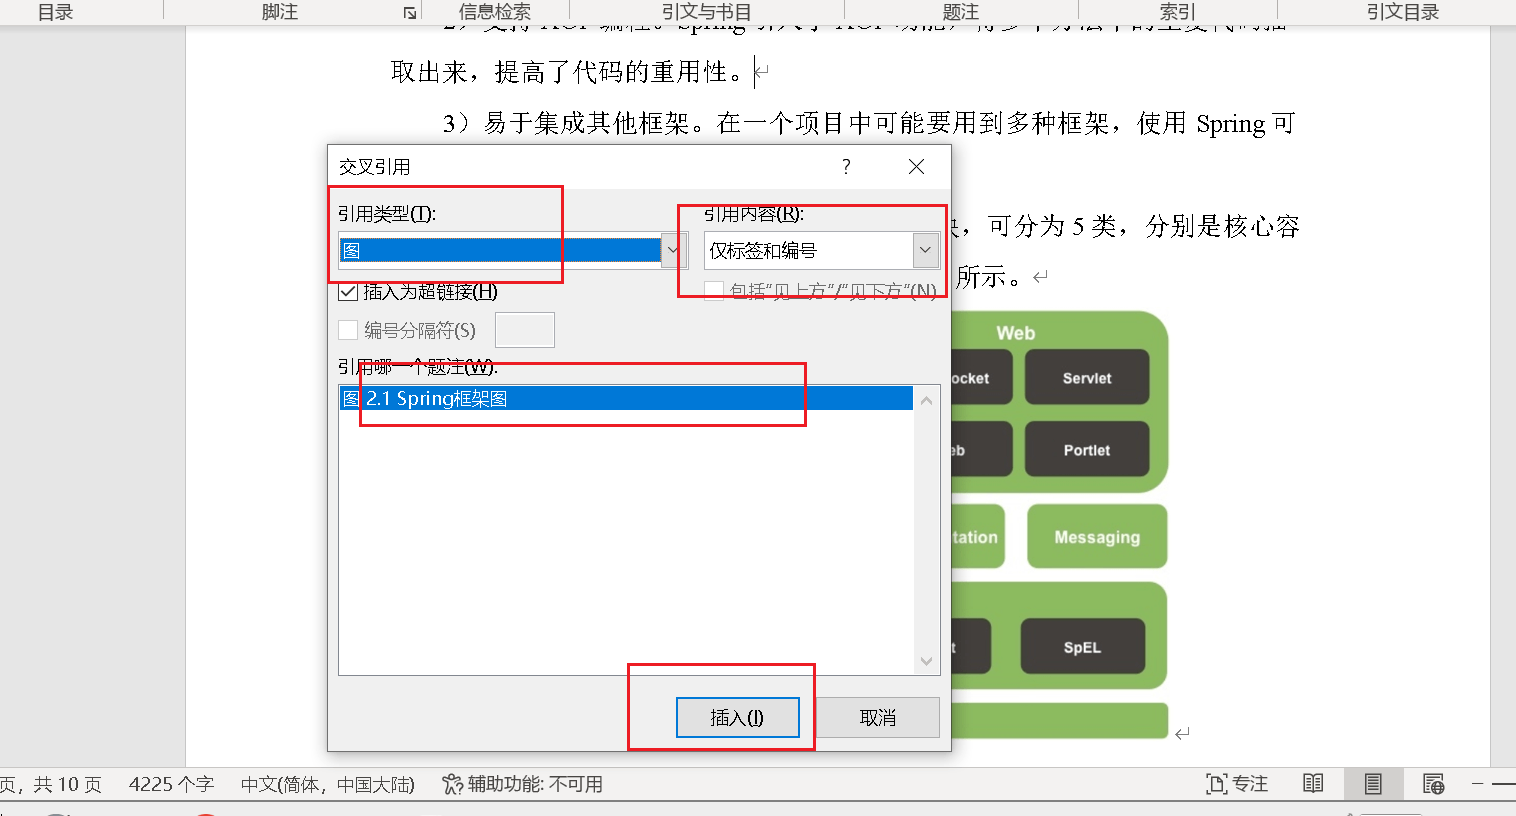 目录 脚注 信息检索 引文与书目 题注 索引 引文目录
2）支持 AOP 编程。Spring 引入了 AOP 功能，将多个方法中的重复代码抽
取出来，提高了代码的重用性。
3）易于集成其他框架。在一个项目中可能要用到多种框架，使用 Spring 可
交叉引用 ?
引用类型(T): 引用内容(R):
块，可分为 5 类，分别是核心容
图 仅标签和编号
所示。
插入为超链接(H) 包括“见上方”/“见下方”(N)
编号分隔符(S)
Web
引用哪一个题注(W):
ocket Servlet
图 2.1 Spring框架图
eb Portlet
tation Messaging
t SpEL
插入(I) 取消
页，共 10 页 4225 个字 中文(简体，中国大陆) 辅助功能: 不可用 专注